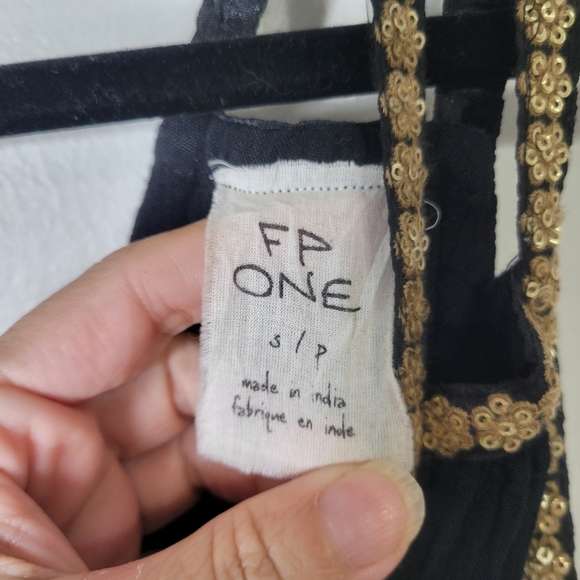 FP
ONE
s / p
made in india
fabrique en inde